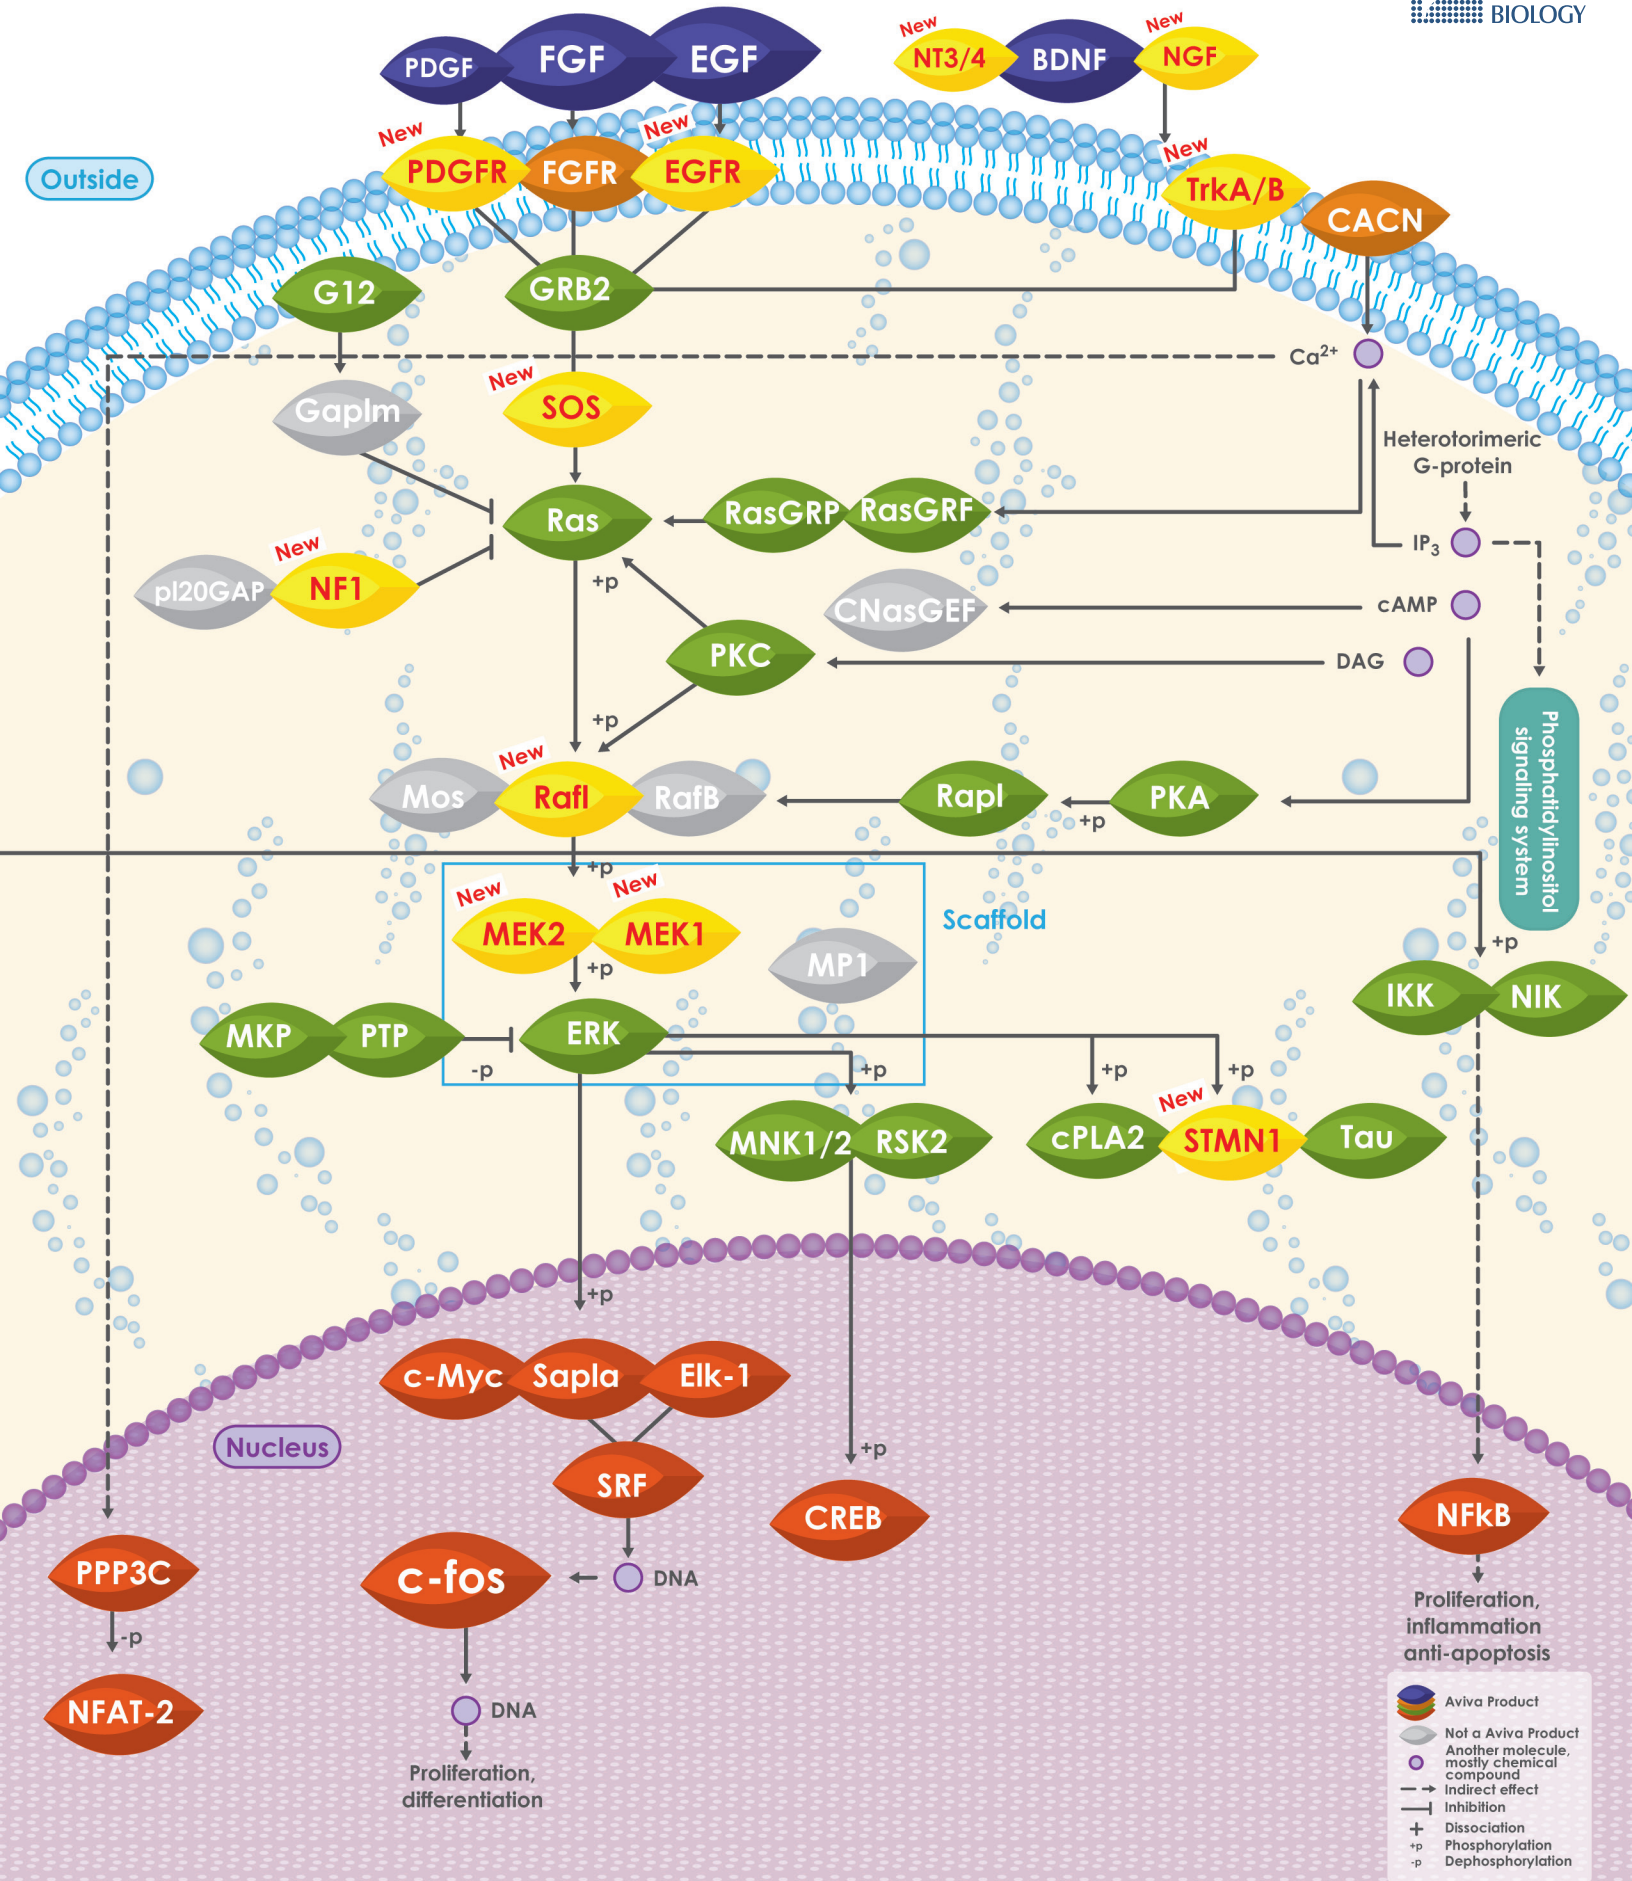 BIOLOGY
PDGF
FGF
EGF
New
NT3/4
BDNF
New
NGF
New
PDGFR
FGFR
New
EGFR
New
TrkA/B
CACN
Outside
G12
GRB2
Ca2+
Gaplm
New
SOS
Heterotorimeric
G-protein
Ras
RasGRP
RasGRF
IP3
pl20GAP
New
NF1
+p
CNasGEF
cAMP
PKC
DAG
+p
Phosphatidylinositol
signaling system
Mos
New
RafI
RafB
RapI
+p
PKA
+p
New
MEK2
New
MEK1
Scaffold
MP1
+p
+p
IKK
NIK
MKP
PTP
-p
ERK
+p
+p
+p
MNK1/2
RSK2
cPLA2
New
STMN1
Tau
+p
c-Myc
Sapla
Elk-1
Nucleus
+p
SRF
CREB
NFkB
PPP3C
c-fos
DNA
Proliferation,
inflammation
anti-apoptosis
-p
NFAT-2
DNA
Proliferation,
differentiation
Aviva Product
Not a Aviva Product
Another molecule,
mostly chemical
compound
Indirect effect
Inhibition
Dissociation
+p Phosphorylation
-p Dephosphorylation